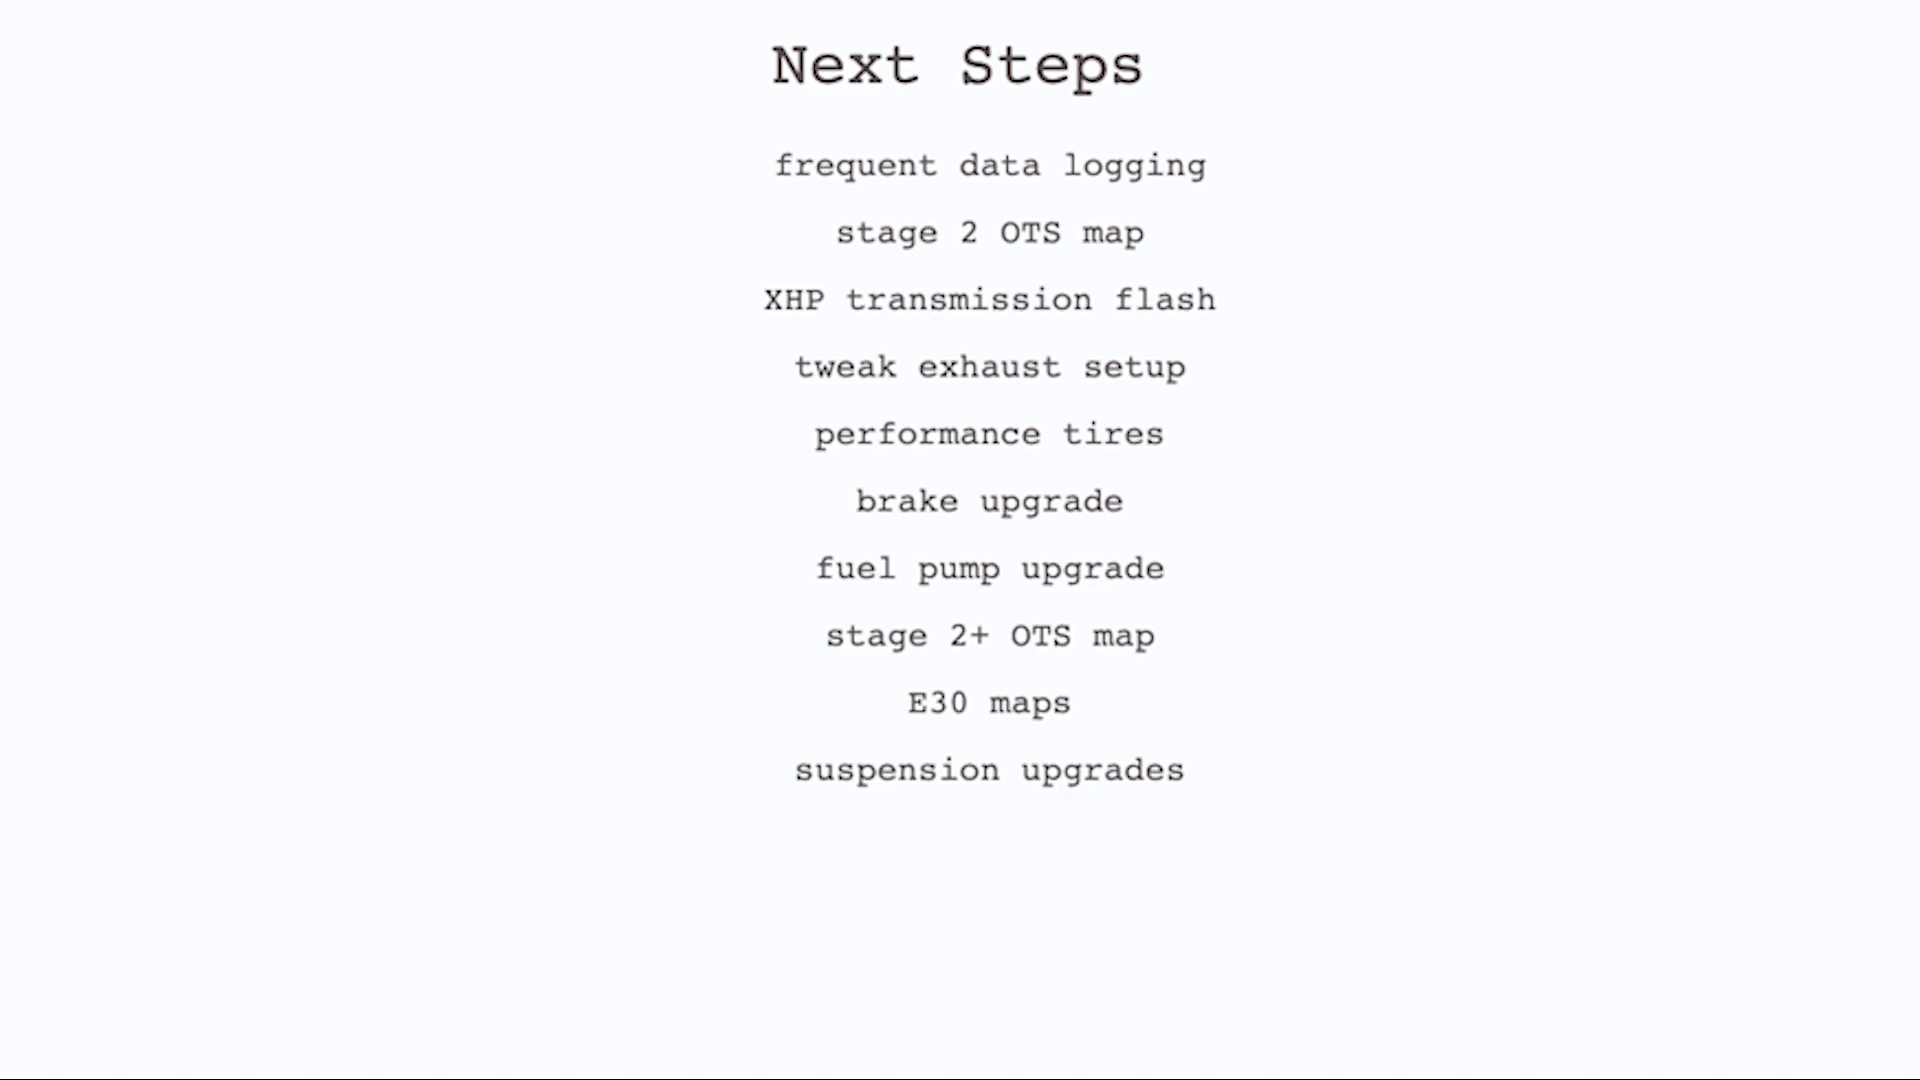 Next Steps
frequent data logging
stage 2 OTS map
XHP transmission flash
tweak exhaust setup
performance tires
brake upgrade
fuel pump upgrade
stage 2+ OTS map
E30 maps
suspension upgrades